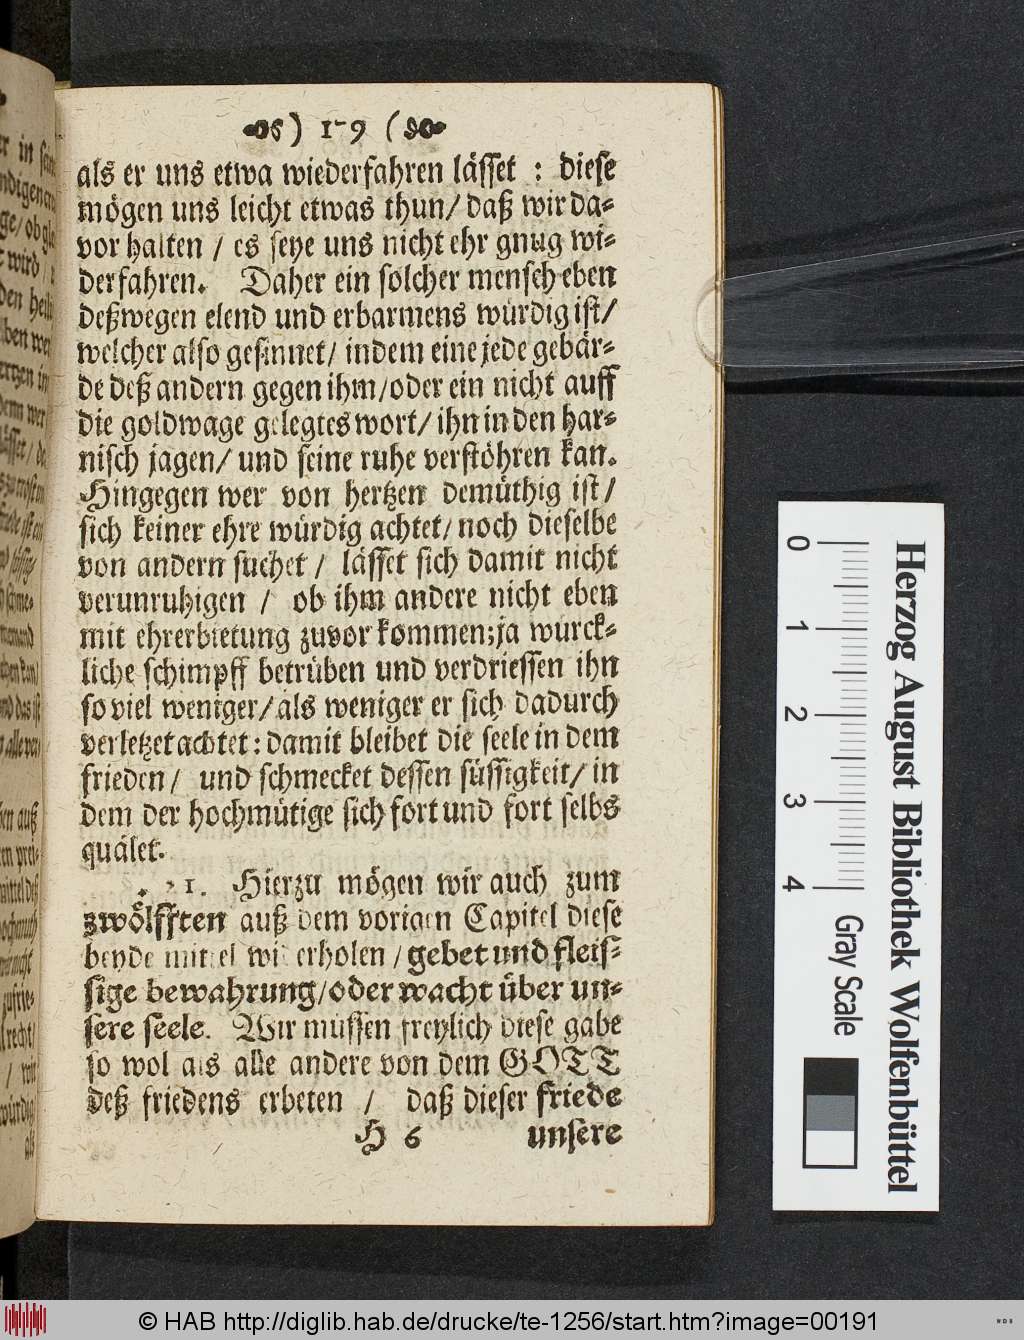 ) 179 (
als er uns etwa wiederfahren lässet : diese
mögen uns leicht etwas thun/ daß wir da-
vor halten / es seye uns nicht ehr gnug wi-
derfahren. Daher ein solcher mensch eben
deßwegen elend und erbarmens würdig ist/
welcher also gesinnet/ indem eine jede gebär-
de deß andern gegen ihm/oder ein nicht auff
die goldwage gelegtes wort/ ihn in den har-
nisch jagen/ und seine ruhe verstöhren kan.
Hingegen wer von hertzen demüthig ist/
sich keiner ehre würdig achtet/ noch dieselbe
von andern suchet / lässet sich damit nicht
verunruhigen / ob ihm andere nicht eben
mit ehrerbietung zuvor kommen; ja würck-
liche schimpff betrüben und verdriessen ihn
so viel weniger/ als weniger er sich dadurch
verletzet achtet: damit bleibet die seele in dem
frieden/ und schmecket dessen süssigkeit/ in
dem der hochmütige sich fort und fort selbs
quälet.
21. Hierzu mögen wir auch zum
zwölfften auß dem vorigen Capitel diese
beyde mittel widerholen / gebet und fleis-
sige bewahrung/oder wacht über un-
sere seele. Wir müssen freylich diese gabe
so wol als alle andere von dem GOTT
deß friedens erbeten / daß dieser friede
H 6 unsere
0 1 2 3 4
Herzog August Bibliothek Wolfenbüttel
Gray Scale
© HAB http://diglib.hab.de/drucke/te-1256/start.htm?image=00191